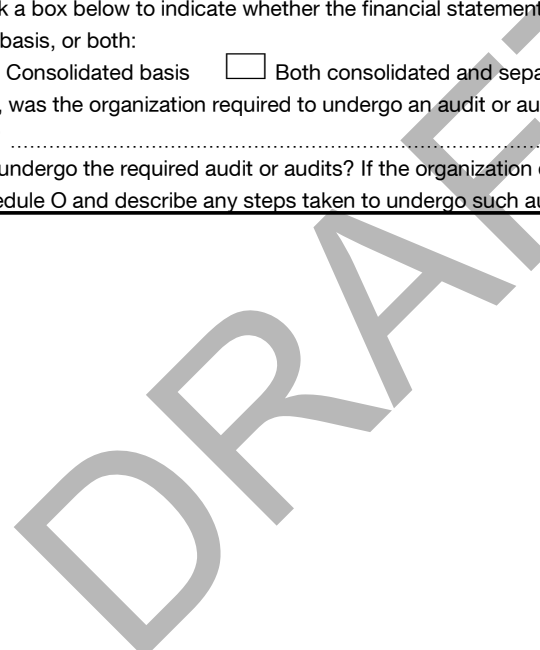 k a box below to indicate whether the financial statement
basis, or both:
Consolidated basis Both consolidated and sepa
, was the organization required to undergo an audit or au
undergo the required audit or audits? If the organization
edule O and describe any steps taken to undergo such au
DRAF